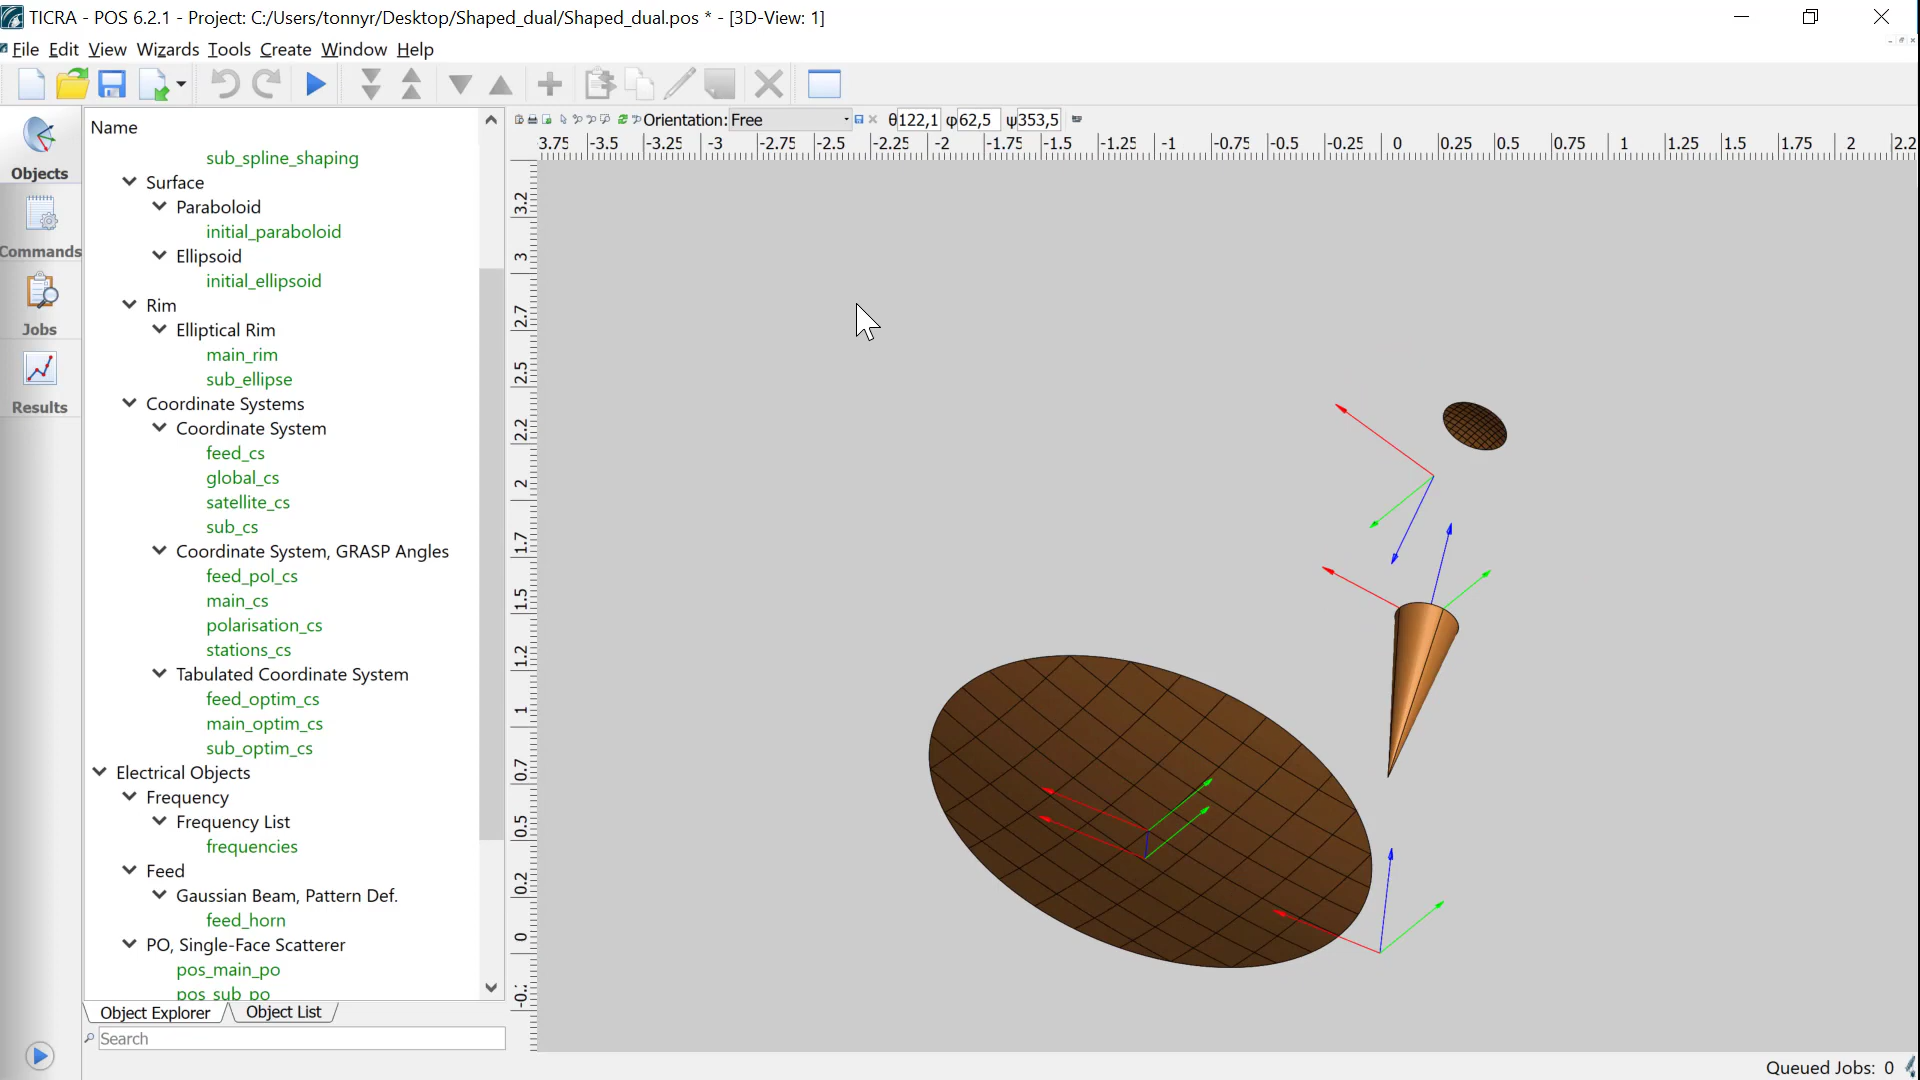 TICRA - POS 6.2.1 - Project: C:/Users/tonnyr/Desktop/Shaped_dual/Shaped_dual.pos * - [3D-View: 1]
File Edit View Wizards Tools Create Window Help
Orientation: Free θ 122,1 φ 62,5 ψ 353,5
3.75 -3.5 -3.25 -3 -2.75 -2.5 -2.25 -2 -1.75 -1.5 -1.25 -1 -0.75 -0.5 -0.25 0 0.25 0.5 0.75 1 1.25 1.5 1.75 2 2.2
3.2
3
2.7
2.5
2.2
2
1.7
1.5
1.2
1
0.7
0.5
0.2
0
Objects
Commands
Jobs
Results
Name
sub_spline_shaping
Surface
Paraboloid
initial_paraboloid
Ellipsoid
initial_ellipsoid
Rim
Elliptical Rim
main_rim
sub_ellipse
Coordinate Systems
Coordinate System
feed_cs
global_cs
satellite_cs
sub_cs
Coordinate System, GRASP Angles
feed_pol_cs
main_cs
polarisation_cs
stations_cs
Tabulated Coordinate System
feed_optim_cs
main_optim_cs
sub_optim_cs
Electrical Objects
Frequency
Frequency List
frequencies
Feed
Gaussian Beam, Pattern Def.
feed_horn
PO, Single-Face Scatterer
pos_main_po
pos_sub_po
Object Explorer Object List
Search
Queued Jobs: 0